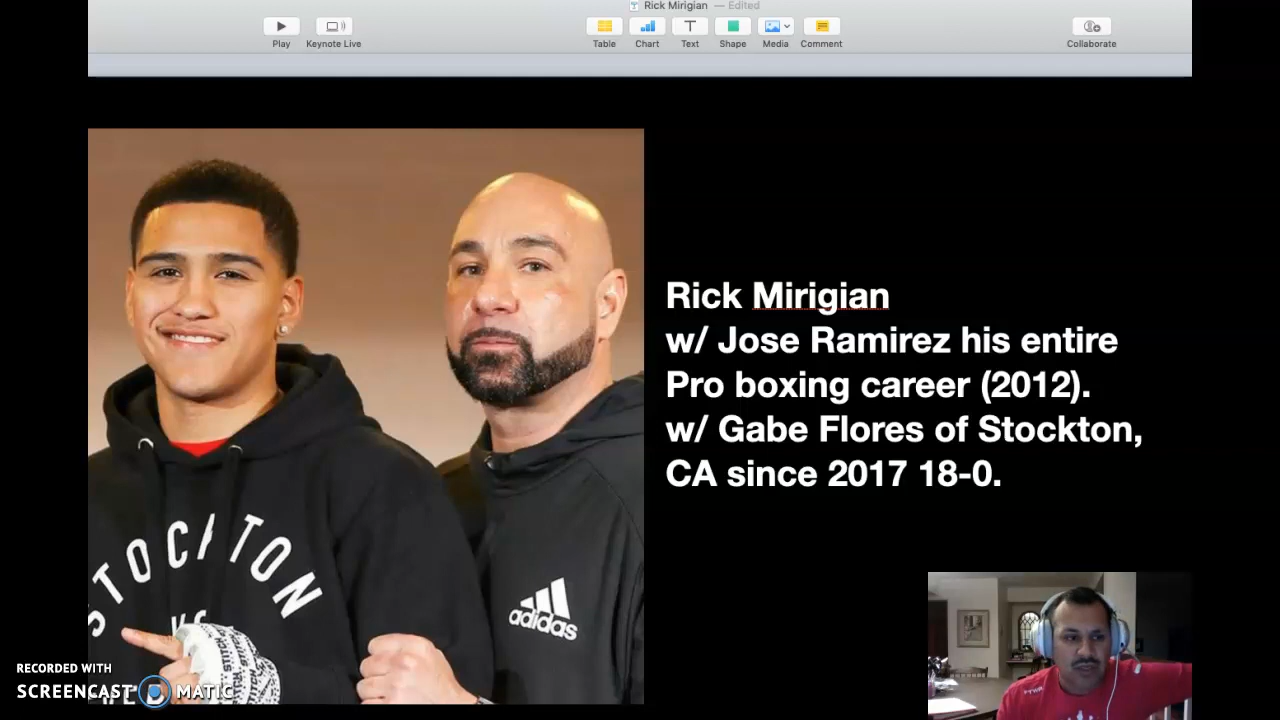 Rick Mirigian — Edited
Play
Keynote Live
Table
Chart
Text
Shape
Media
Comment
Collaborate
Rick Mirigian
w/ Jose Ramirez his entire
Pro boxing career (2012).
w/ Gabe Flores of Stockton,
CA since 2017 18-0.
STOCKTON
adidas
RECORDED WITH
SCREENCAST MATIC